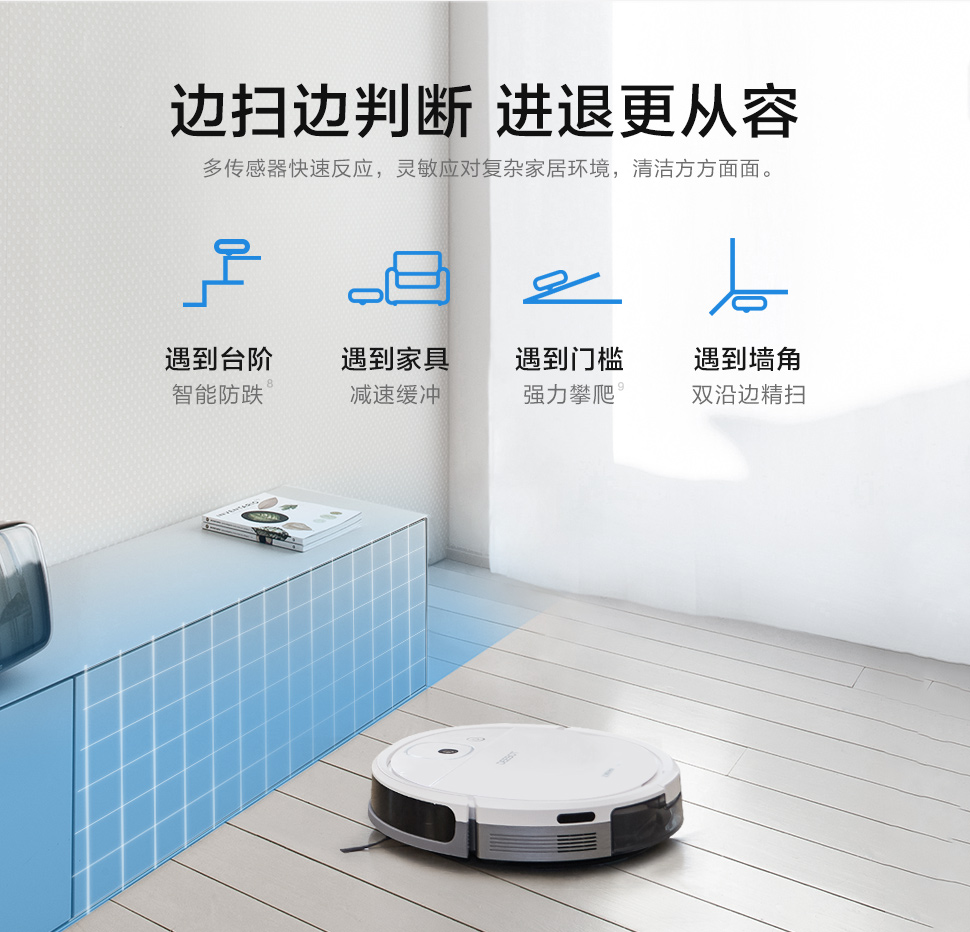 边扫边判断 进退更从容
多传感器快速反应，灵敏应对复杂家居环境，清洁方方面面。
遇到台阶 遇到家具 遇到门槛 遇到墙角
智能防跌8 减速缓冲 强力攀爬9 双沿边精扫